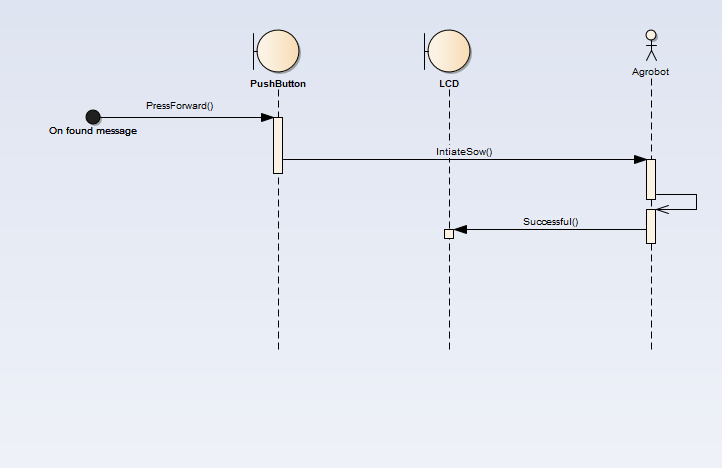 PushButton
LCD
Agrobot
PressForward()
On found message
IntiateSow()
Successful()